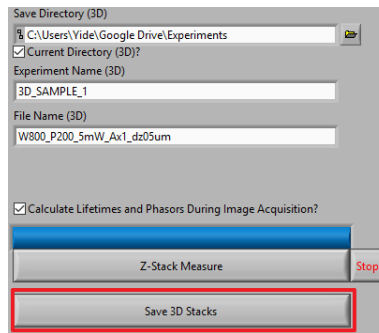 Save Directory (3D)
C:\Users\Yide\Google Drive\Experiments
Current Directory (3D)?
Experiment Name (3D)
3D_SAMPLE_1
File Name (3D)
W800_P200_5mW_Ax1_dz05um
Calculate Lifetimes and Phasors During Image Acquisition?
Z-Stack Measure
Stop
Save 3D Stacks